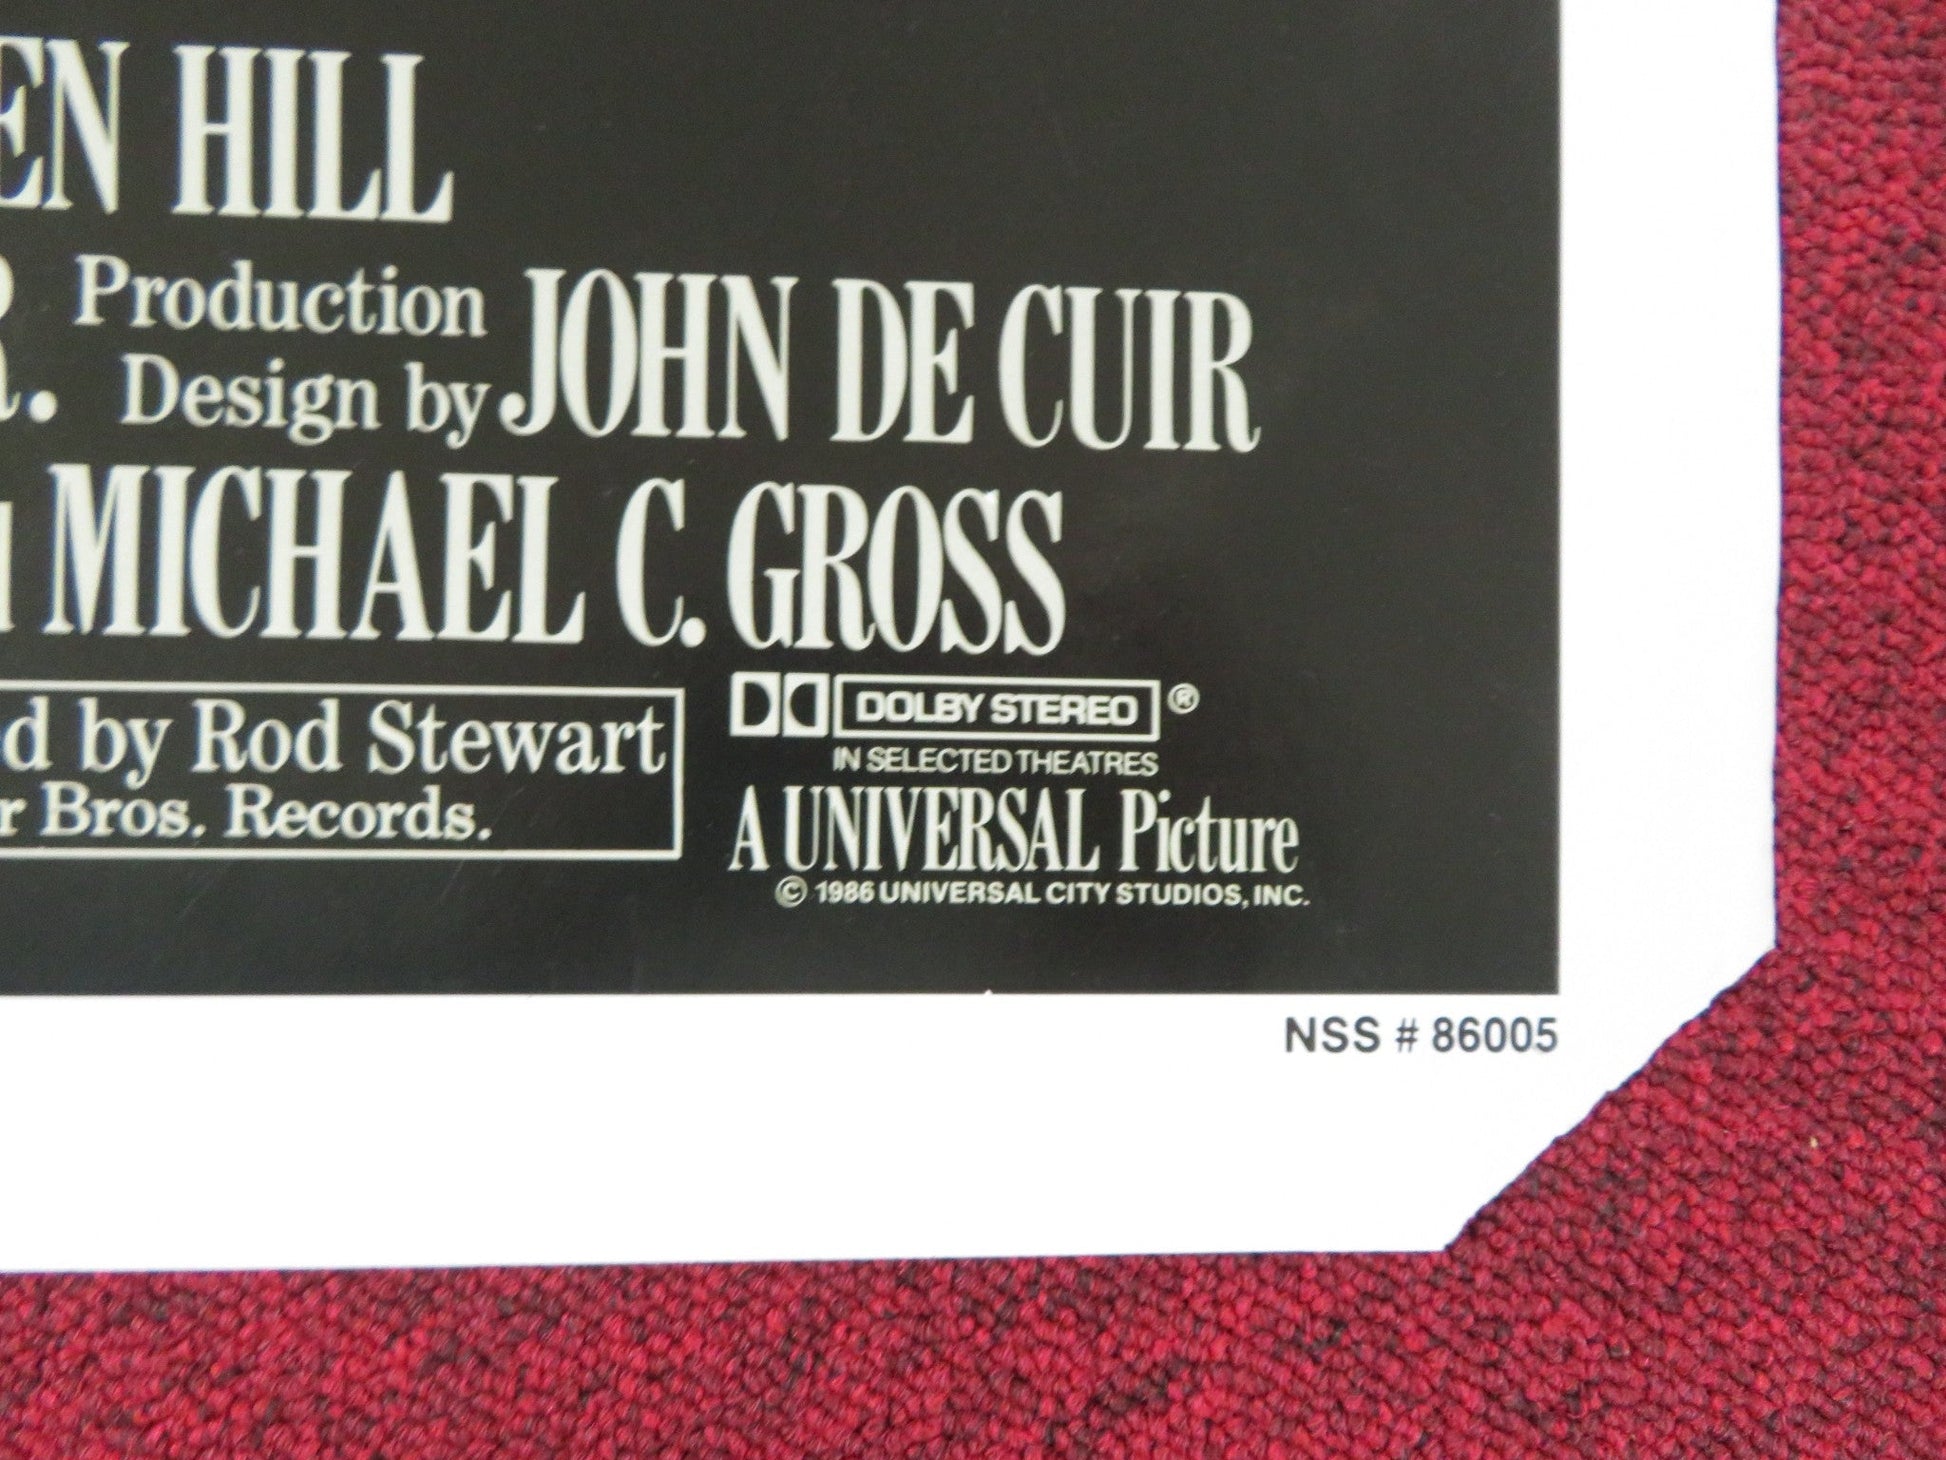 HILL
Production
Design by JOHN DE CUIR
MICHAEL C. GROSS
by Rod Stewart
Bros. Records.
DOLBY STEREO ®
IN SELECTED THEATRES
A UNIVERSAL Picture
© 1986 UNIVERSAL CITY STUDIOS, INC.
NSS # 86005